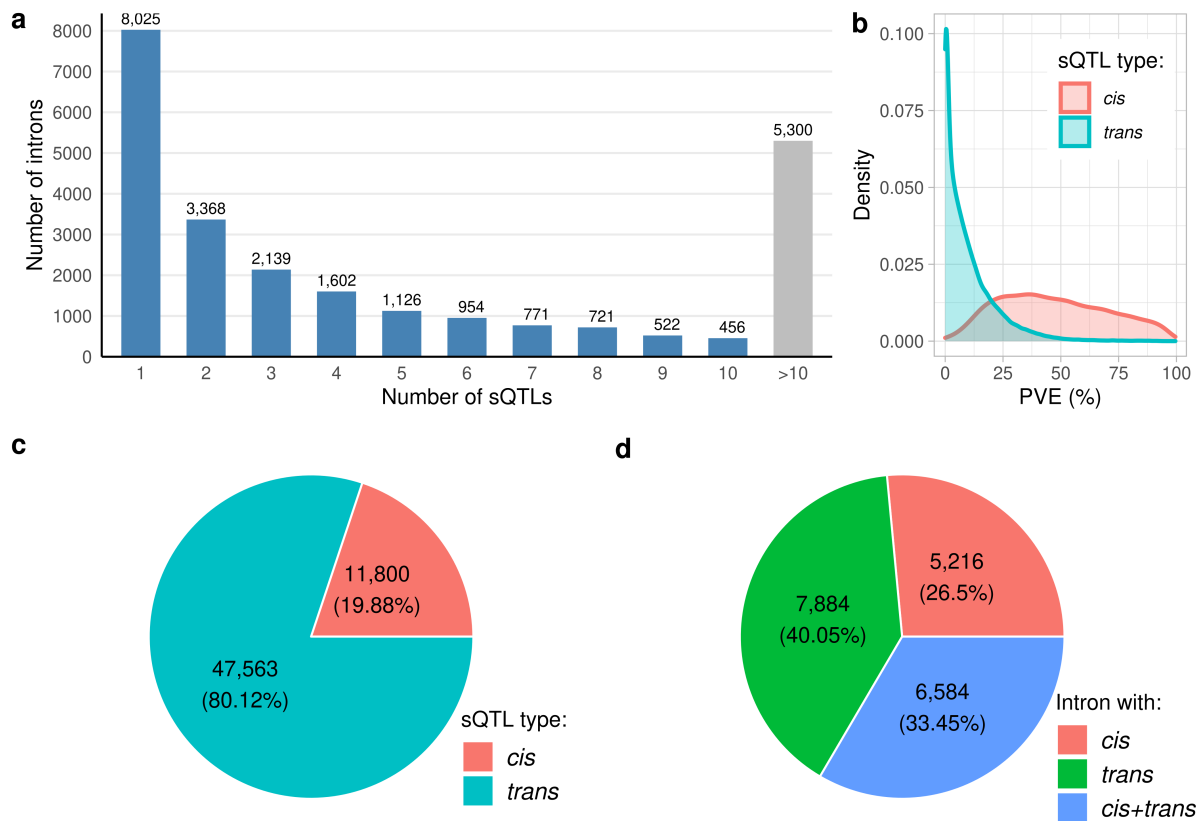 a
Number of introns
8000
7000
6000
5000
4000
3000
2000
1000
0
8,025
3,368
2,139
1,602
1,126
954
771
721
522
456
5,300
1 2 3 4 5 6 7 8 9 10 >10
Number of sQTLs
b
Density
0.100
0.075
0.050
0.025
0.000
sQTL type:
cis
trans
0 25 50 75 100
PVE (%)
c
11,800
(19.88%)
47,563
(80.12%)
sQTL type:
cis
trans
d
5,216
(26.5%)
7,884
(40.05%)
6,584
(33.45%)
Intron with:
cis
trans
cis+trans